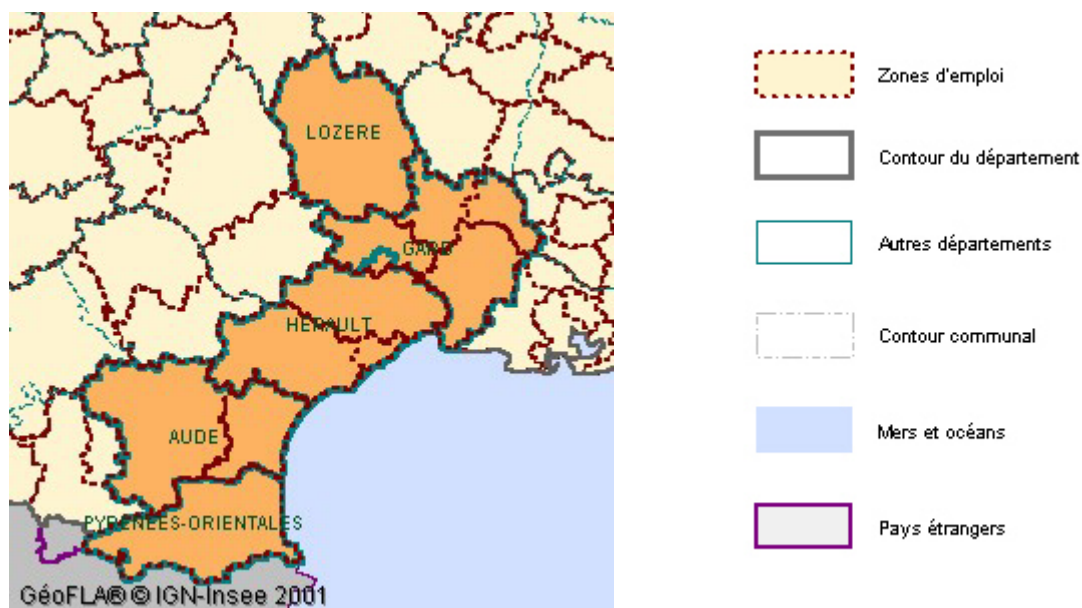 LOZERE
GARD
HERAULT
AUDE
PYRENEES-ORIENTALES
GéoFLA® © IGN-Insee 2001
Zones d'emploi
Contour du département
Autres départements
Contour communal
Mers et océans
Pays étrangers